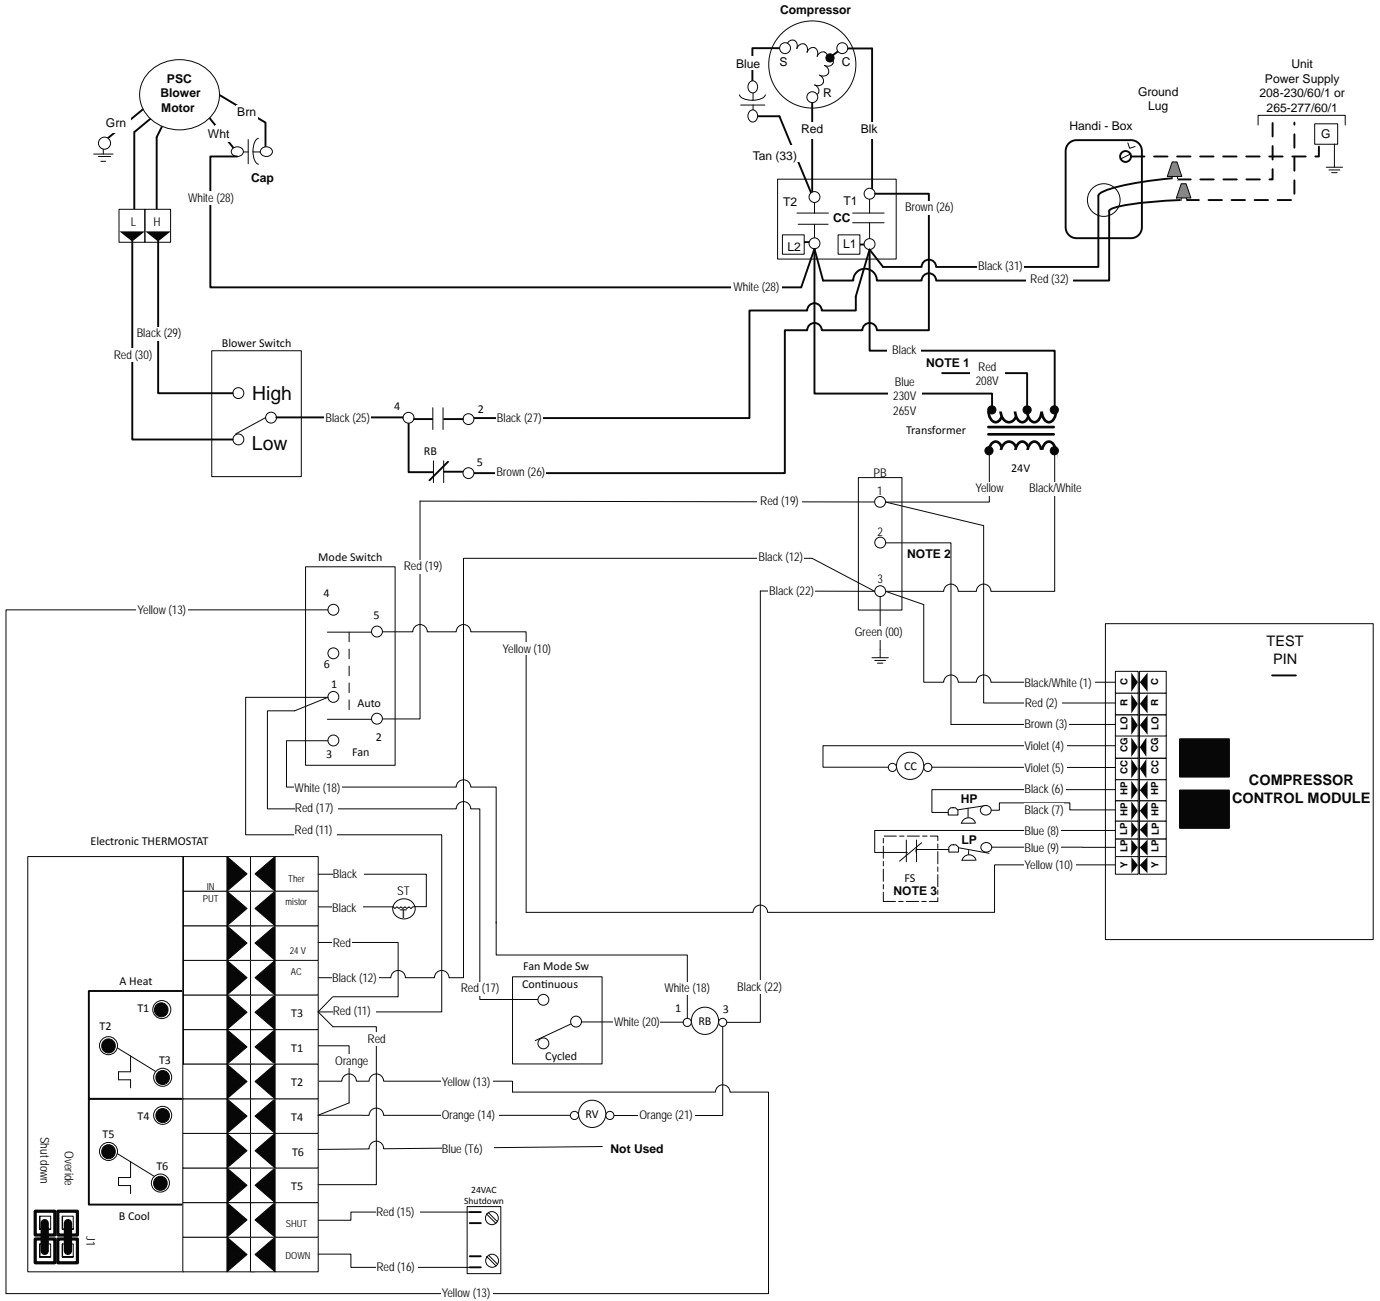 Compressor
S
C
R
Blue
Red
Blk
Tan (33)
PSC
Blower
Motor
Grn
Wht
Brn
Cap
White (28)
L
H
Unit
Power Supply
208-230/60/1 or
265-277/60/1
Ground
Lug
Handi - Box
G
T2
T1
CC
L2
L1
Brown (26)
Black (31)
Red (32)
White (28)
Black (29)
Red (30)
Blower Switch
High
Low
Black (25)
4
2
Black (27)
RB
5
Brown (26)
Black
NOTE 1
Red
208V
Blue
230V
265V
Transformer
24V
Yellow
Black/White
PB
1
2
3
NOTE 2
Red (19)
Red (19)
Black (12)
Black (22)
Green (00)
Mode Switch
4
5
6
1
Auto
2
3
Fan
Yellow (13)
Yellow (10)
White (18)
Red (17)
Red (11)
TEST
PIN
Black/White (1)
C
C
Red (2)
R
R
Brown (3)
LO
LO
Violet (4)
CG
CG
CC
Violet (5)
CC
CC
Black (6)
HP
HP
HP
Black (7)
HP
HP
Blue (8)
LP
LP
LP
Blue (9)
LP
LP
Yellow (10)
Y
Y
FS
NOTE 3
COMPRESSOR
CONTROL MODULE
Electronic THERMOSTAT
IN
PUT
Ther
mistor
Black
Black
ST
24 V
AC
Red
Black (12)
T3
Red (11)
Red
T1
Orange
T2
Yellow (13)
T4
Orange (14)
RV
Orange (21)
T6
Blue (T6)
Not Used
T5
SHUT
Red (15)
DOWN
Red (16)
24VAC
Shutdown
Fan Mode Sw
Continuous
Cycled
Red (17)
White (20)
White (18)
1
RB
3
Black (22)
A Heat
T1
T2
T3
T4
T5
T6
B Cool
Shut down
Overide
J1
Yellow (13)